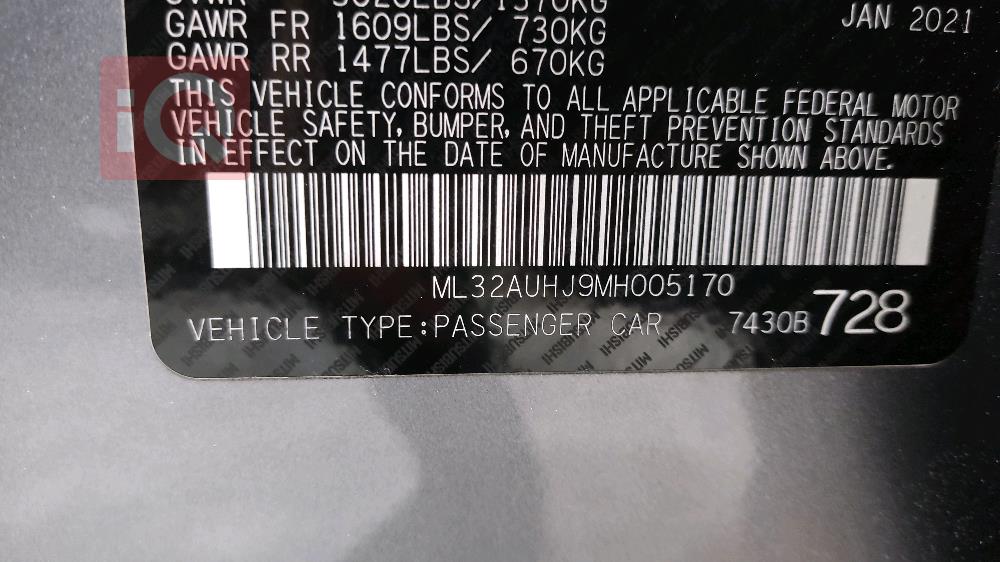 JAN 2021
GAWR FR 1609LBS/ 730KG
GAWR RR 1477LBS/ 670KG
THIS VEHICLE CONFORMS TO ALL APPLICABLE FEDERAL MOTOR
VEHICLE SAFETY, BUMPER, AND THEFT PREVENTION STANDARDS
IN EFFECT ON THE DATE OF MANUFACTURE SHOWN ABOVE.
ML32AUHJ9MH005170
VEHICLE TYPE:PASSENGER CAR 7430B 728
iQ
MITSUBISHI